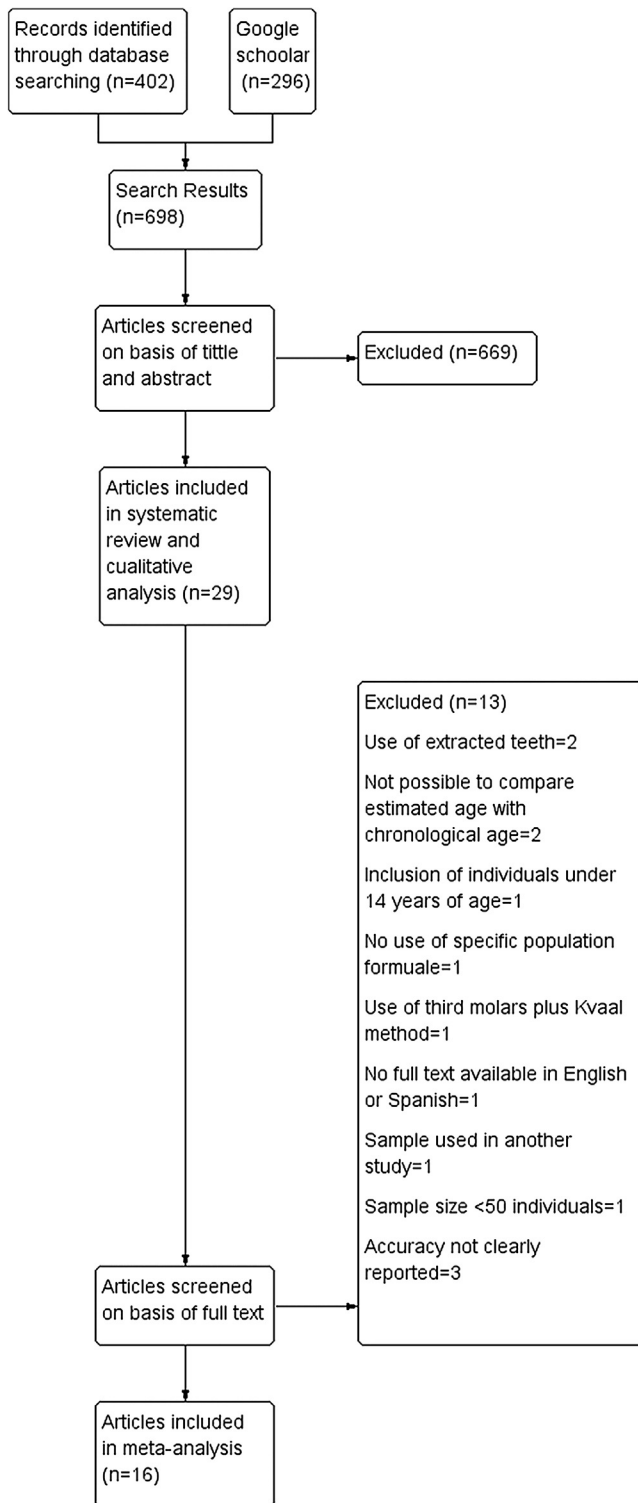 Records identified
through database
searching (n=402)
Google
schoolar
(n=296)
Search Results
(n=698)
Articles screened
on basis of tittle
and abstract
Excluded (n=669)
Articles included
in systematic
review and
cualitative
analysis (n=29)
Excluded (n=13)
Use of extracted teeth=2
Not possible to compare
estimated age with
chronological age=2
Inclusion of individuals under
14 years of age=1
No use of specific population
formuale=1
Use of third molars plus Kvaal
method=1
No full text available in English
or Spanish=1
Sample used in another
study=1
Sample size <50 individuals=1
Accuracy not clearly
reported=3
Articles screened
on basis of full text
Articles included
in meta-analysis
(n=16)